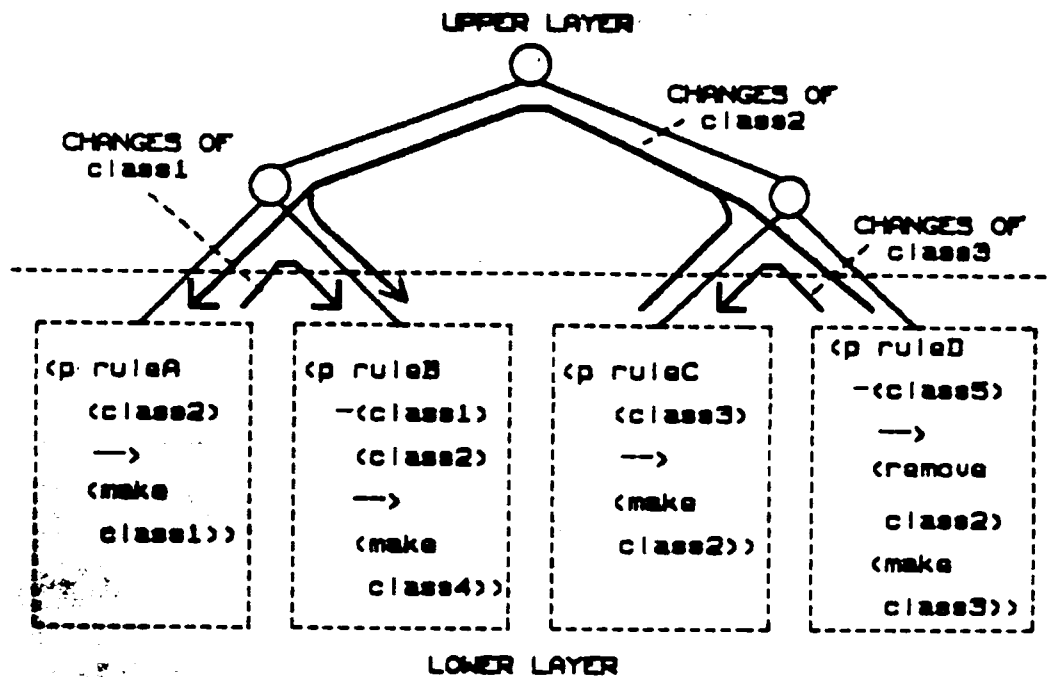 UPPER LAYER
CHANGES OF
class2
CHANGES OF
class1
CHANGES OF
class3
(p ruleA
(class2)
-->
(make
class1))
(p ruleB
-(class1)
(class2)
-->
(make
class4))
(p ruleC
(class3)
-->
(make
class2))
(p ruleD
-(class5)
-->
(remove
class2)
(make
class3))
LOWER LAYER